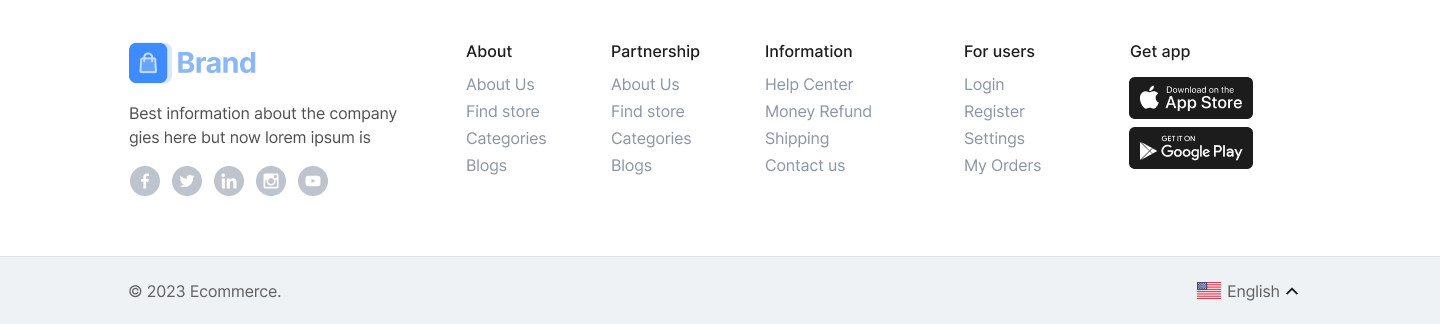 Brand
Best information about the company
gies here but now lorem ipsum is
About
About Us
Find store
Categories
Blogs
Partnership
About Us
Find store
Categories
Blogs
Information
Help Center
Money Refund
Shipping
Contact us
For users
Login
Register
Settings
My Orders
Get app
Download on the
App Store
GET IT ON
Google Play
© 2023 Ecommerce.
English